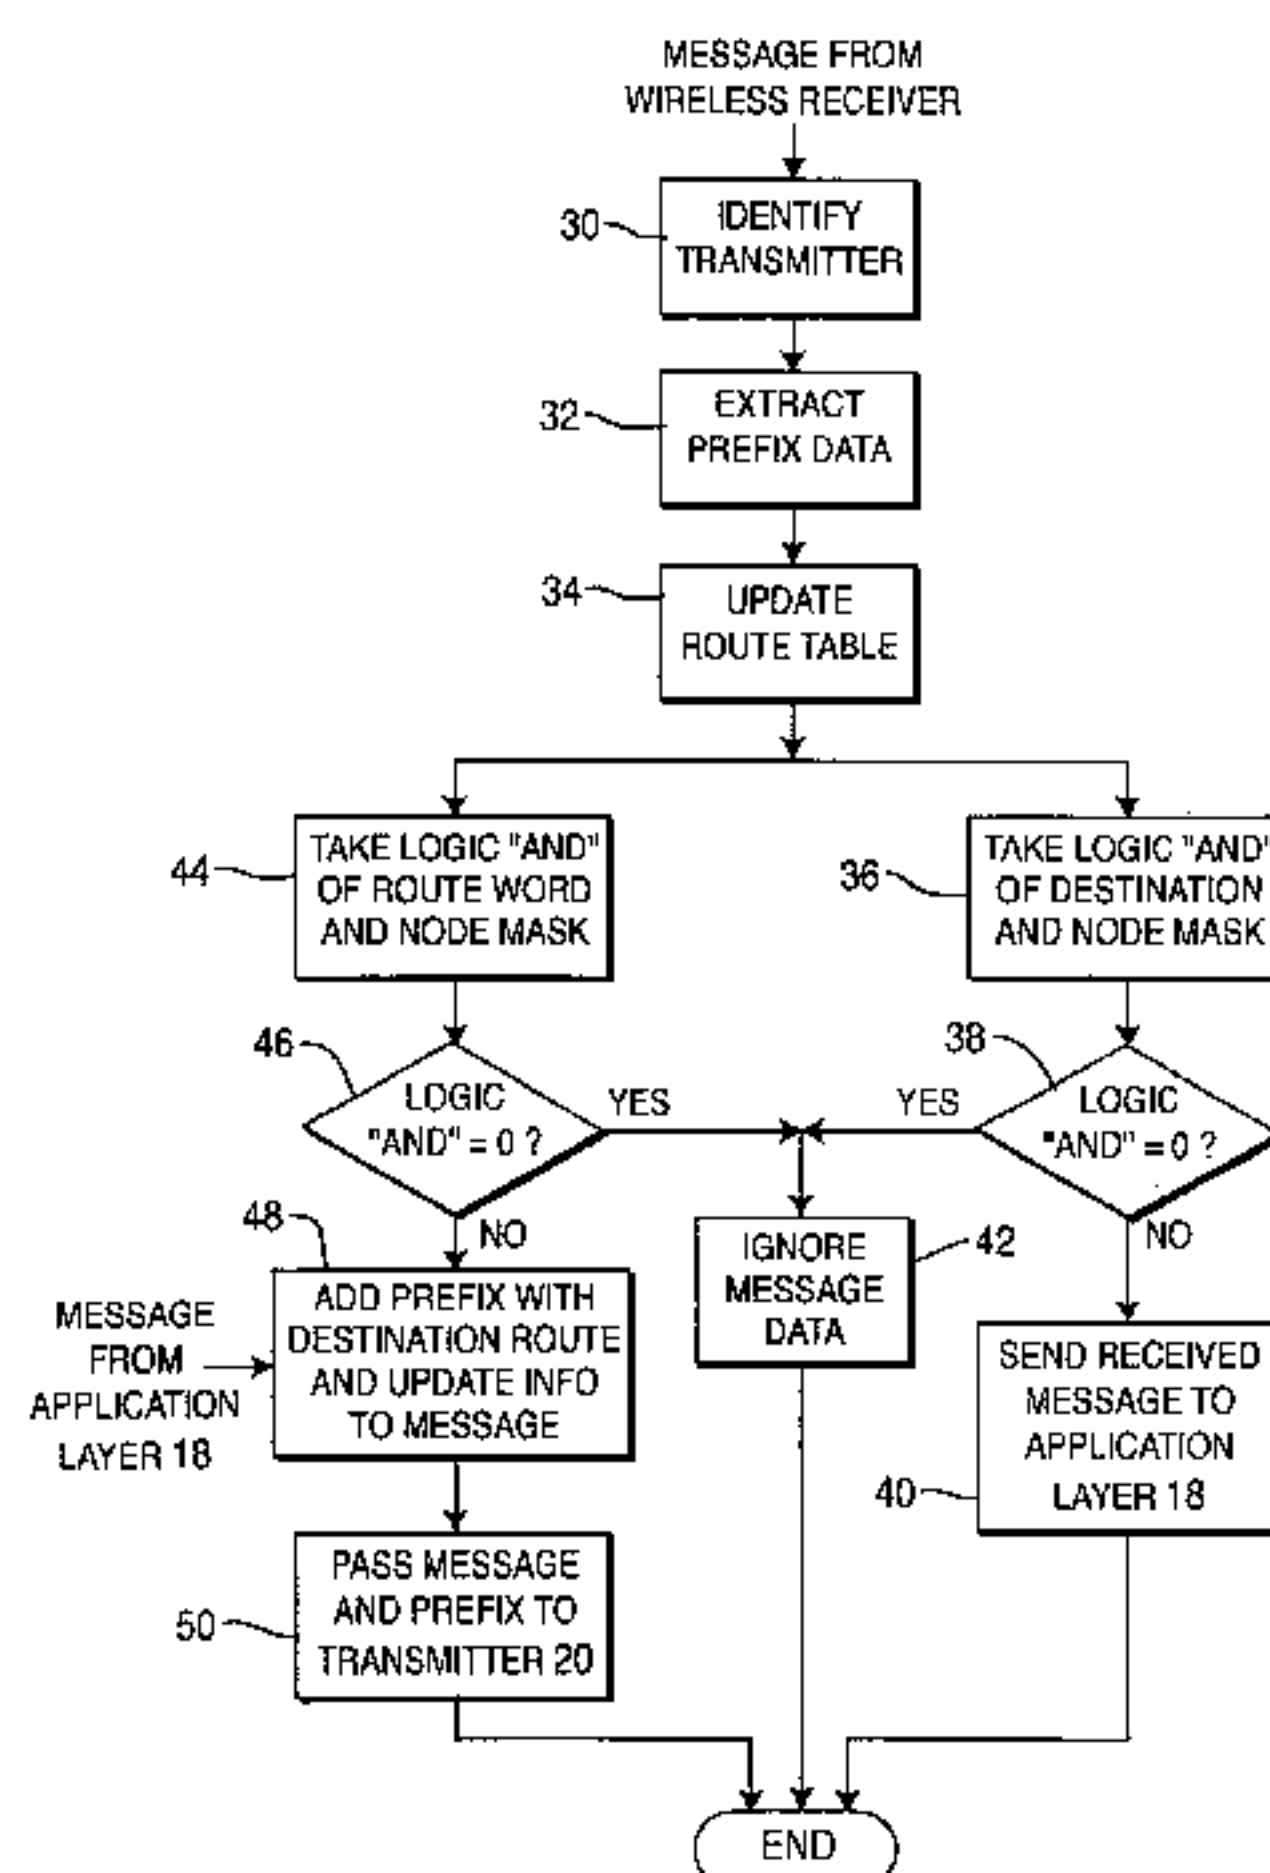 MESSAGE FROM
WIRELESS RECEIVER
30
IDENTIFY
TRANSMITTER
32
EXTRACT
PREFIX DATA
34
UPDATE
ROUTE TABLE
44
TAKE LOGIC "AND"
OF ROUTE WORD
AND NODE MASK
36
TAKE LOGIC "AND"
OF DESTINATION
AND NODE MASK
46
LOGIC
"AND" = 0 ?
YES
NO
38
LOGIC
"AND" = 0 ?
YES
NO
48
ADD PREFIX WITH
DESTINATION ROUTE
AND UPDATE INFO
TO MESSAGE
MESSAGE
FROM
APPLICATION
LAYER 18
42
IGNORE
MESSAGE
DATA
40
SEND RECEIVED
MESSAGE TO
APPLICATION
LAYER 18
50
PASS MESSAGE
AND PREFIX TO
TRANSMITTER 20
END